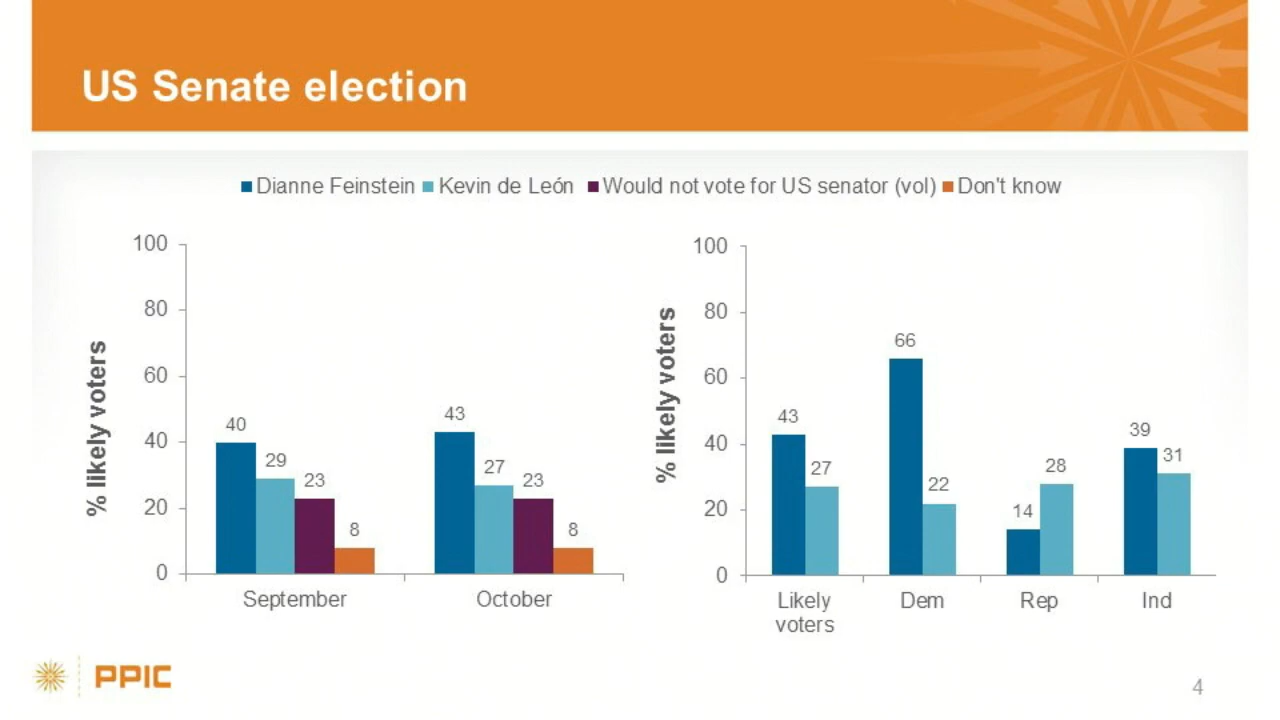 US Senate election
Dianne Feinstein Kevin de León Would not vote for US senator (vol) Don't know
% likely voters
100
80
60
40
20
0
40
29
23
8
43
27
23
8
September
October
% likely voters
100
80
60
40
20
0
43
27
66
22
14
28
39
31
Likely
voters
Dem
Rep
Ind
PPIC
4